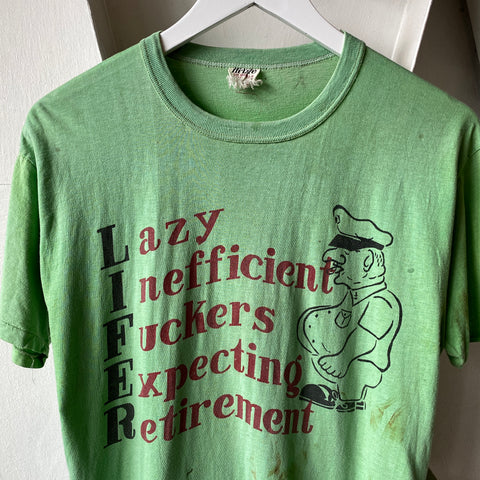 Lazy
Inefficient
Fuckers
Expecting
Retirement